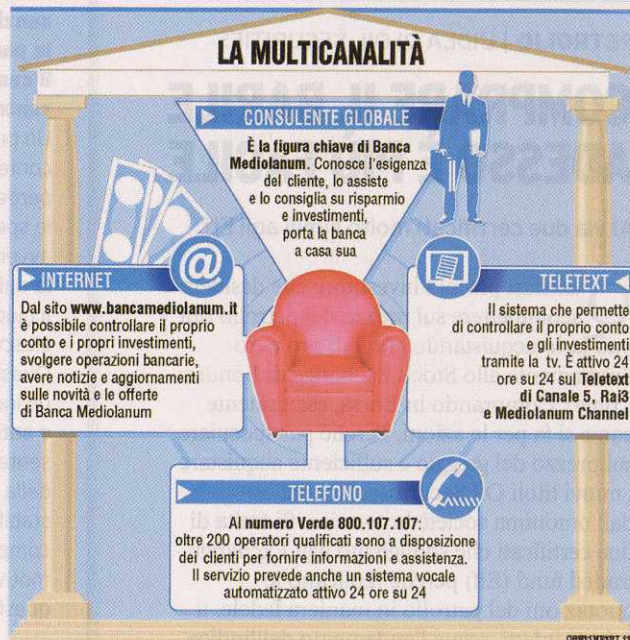 LA MULTICANALITÀ
CONSULENTE GLOBALE
È la figura chiave di Banca
Mediolanum. Conosce l'esigenza
del cliente, lo assiste
e lo consiglia su risparmio
e investimenti,
porta la banca
a casa sua
@
INTERNET
Dal sito www.bancamediolanum.it
è possibile controllare il proprio
conto e i propri investimenti,
svolgere operazioni bancarie,
avere notizie e aggiornamenti
sulle novità e le offerte
di Banca Mediolanum
TELETEXT
Il sistema che permette
di controllare il proprio conto
e gli investimenti
tramite la tv. È attivo 24
ore su 24 sul Teletext
di Canale 5, Rai3
e Mediolanum Channel
TELEFONO
Al numero Verde 800.107.107:
oltre 200 operatori qualificati sono a disposizione
dei clienti per fornire informazioni e assistenza.
Il servizio prevede anche un sistema vocale
automatizzato attivo 24 ore su 24